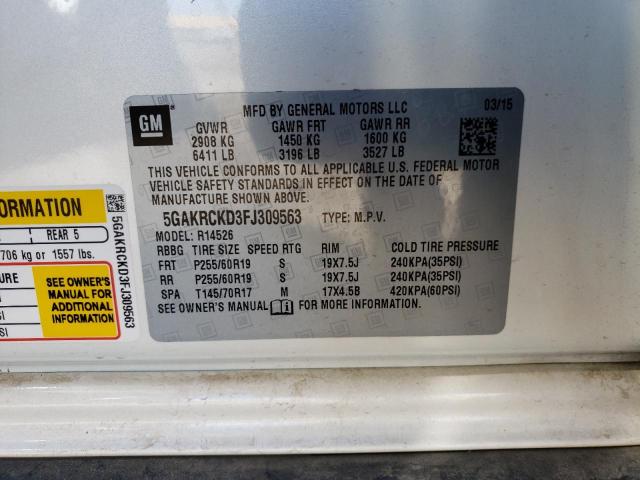 GM
MFD BY GENERAL MOTORS LLC 03/15
GVWR GAWR FRT GAWR RR
2908 KG 1450 KG 1600 KG
6411 LB 3196 LB 3527 LB
THIS VEHICLE CONFORMS TO ALL APPLICABLE U.S. FEDERAL MOTOR
VEHICLE SAFETY STANDARDS IN EFFECT ON THE DATE OF
MANUFACTURE SHOWN ABOVE.
5GAKRCKD3FJ309563 TYPE: M.P.V.
MODEL: R14526
RBBG TIRE SIZE SPEED RTG RIM COLD TIRE PRESSURE
FRT P255/60R19 S 19X7.5J 240KPA(35PSI)
RR P255/60R19 S 19X7.5J 240KPA(35PSI)
SPA T145/70R17 M 17X4.5B 420KPA(60PSI)
SEE OWNER'S MANUAL FOR MORE INFORMATION.
ORMATION
REAR 5
706 kg or 1557 lbs.
SURE
SEE OWNER'S
MANUAL FOR
ADDITIONAL
INFORMATION
SI
5GAKRCKD3FJ309563